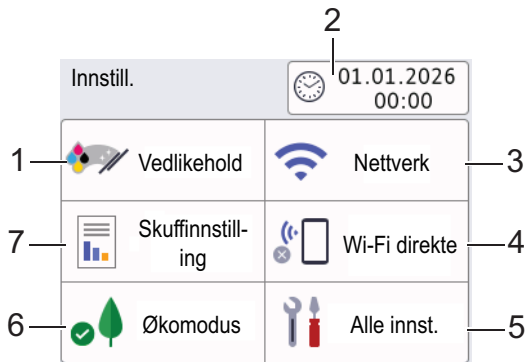 2
Innstill.
01.01.2026
00:00
1
Vedlikehold
Nettverk
3
7
Skuffinnstill-
ing
Wi-Fi direkte
4
6
Økomodus
Alle innst.
5